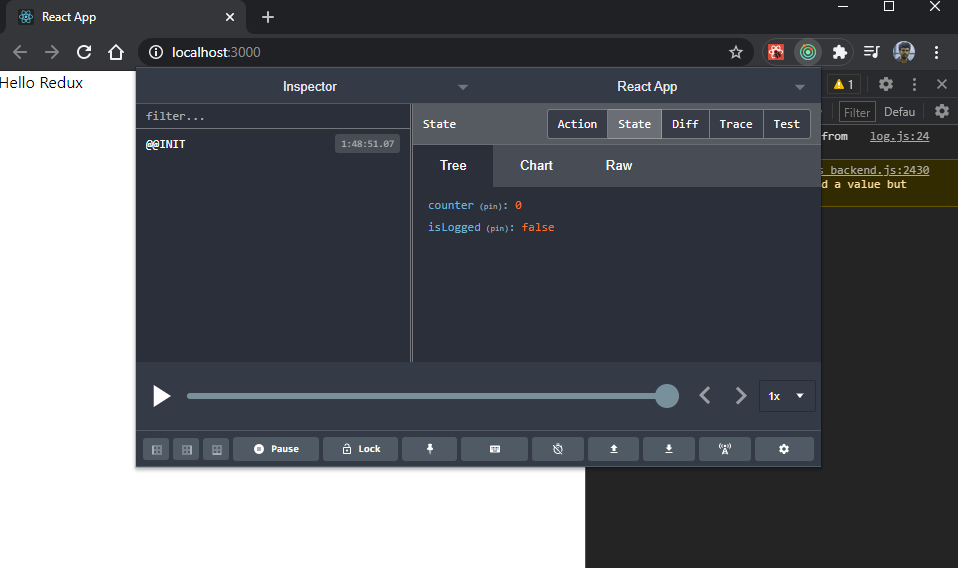 React App
localhost:3000
Hello Redux
Inspector
React App
1
filter...
State
Action
State
Diff
Trace
Test
Filter
Defau
@@INIT
1:48:51.07
from
log.js:24
Tree
Chart
Raw
backend.js:2430
d a value but
counter (pin): 0
isLogged (pin): false
1x
Pause
Lock